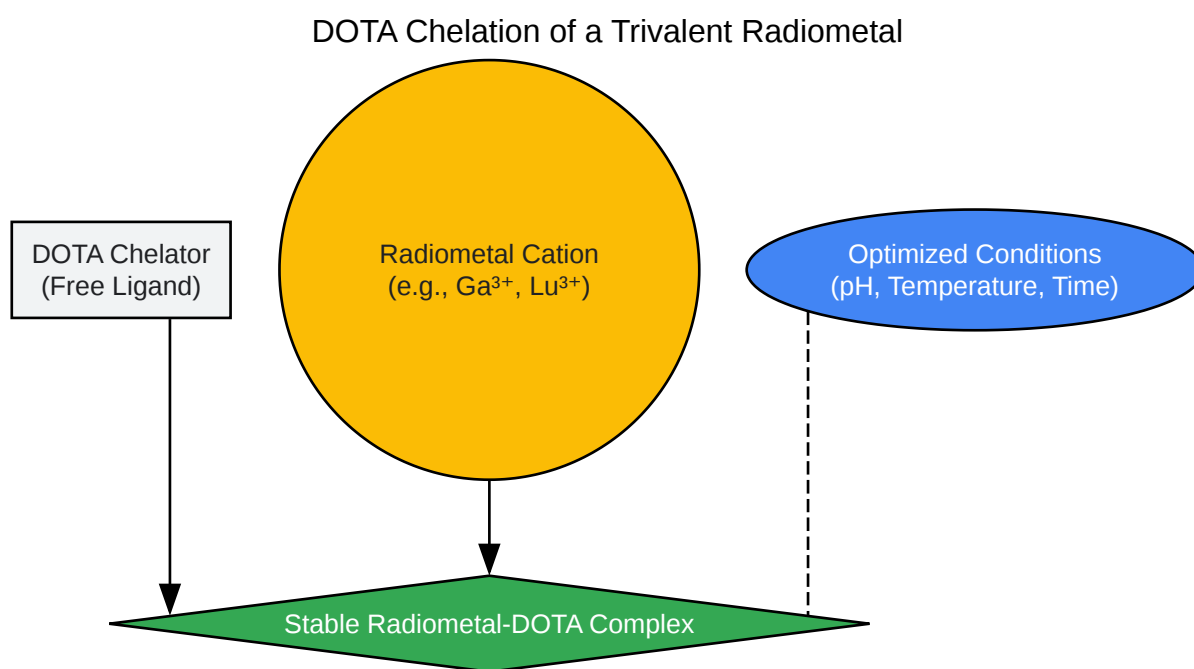 DOTA Chelation of a Trivalent Radiometal
DOTA Chelator
(Free Ligand)
Radiometal Cation
(e.g., Ga³⁺, Lu³⁺)
Optimized Conditions
(pH, Temperature, Time)
Stable Radiometal-DOTA Complex